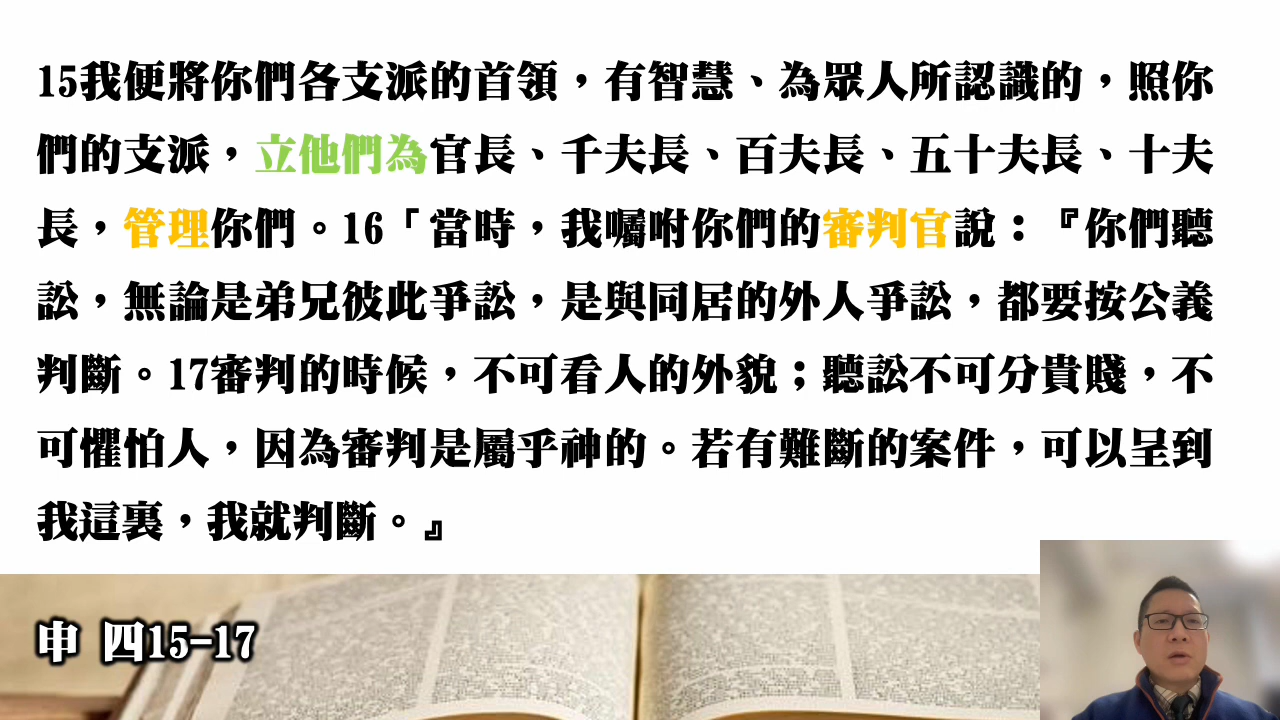 15我便將你們各支派的首領，有智慧、為眾人所認識的，照你
們的支派，立他們為官長、千夫長、百夫長、五十夫長、十夫
長，管理你們。16「當時，我囑咐你們的審判官說：『你們聽
訟，無論是弟兄彼此爭訟，是與同居的外人爭訟，都要按公義
判斷。17審判的時候，不可看人的外貌；聽訟不可分貴賤，不
可懼怕人，因為審判是屬乎神的。若有難斷的案件，可以呈到
我這裏，我就判斷。』
申 四15-17